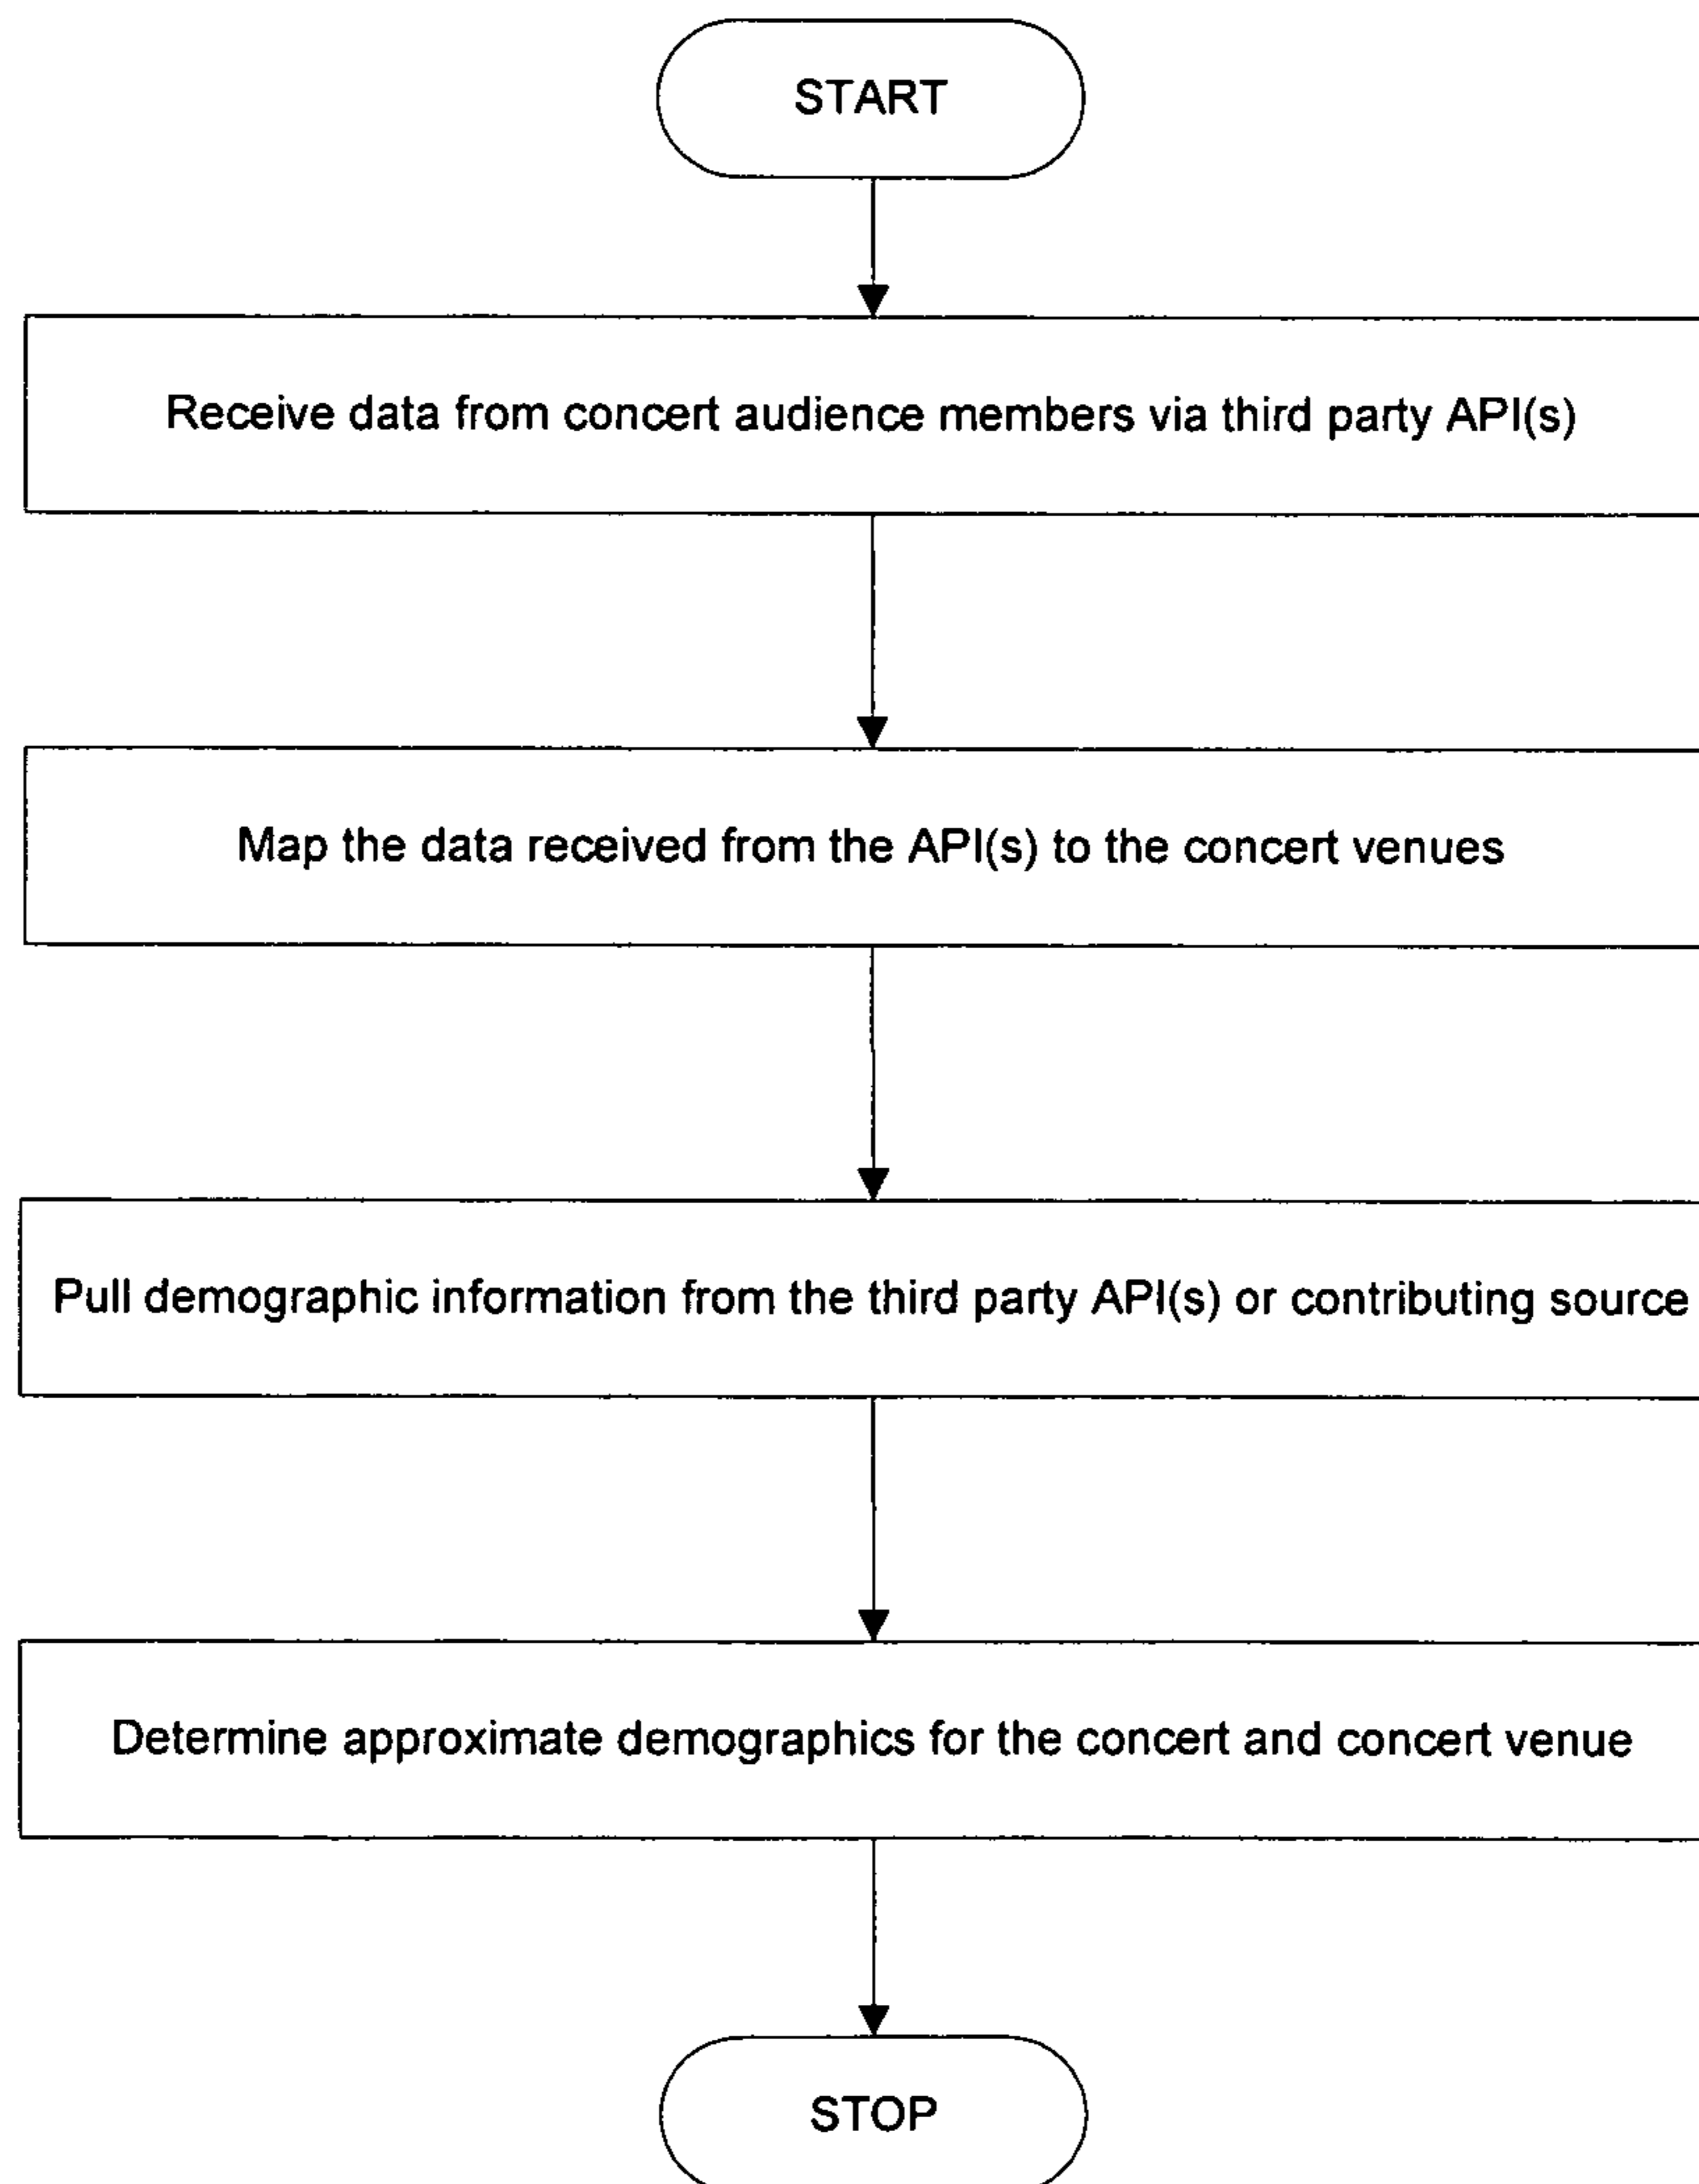 START
Receive data from concert audience members via third party API(s)
Map the data received from the API(s) to the concert venues
Pull demographic information from the third party API(s) or contributing source
Determine approximate demographics for the concert and concert venue
STOP